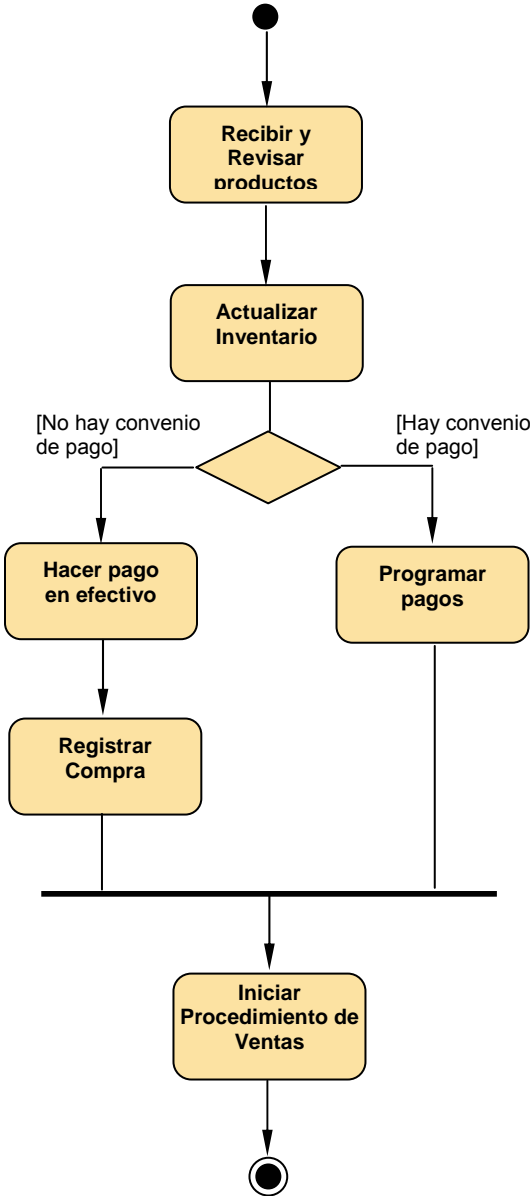 Recibir y
Revisar
productos
Actualizar
Inventario
[No hay convenio
de pago]
[Hay convenio
de pago]
Hacer pago
en efectivo
Programar
pagos
Registrar
Compra
Iniciar
Procedimiento de
Ventas